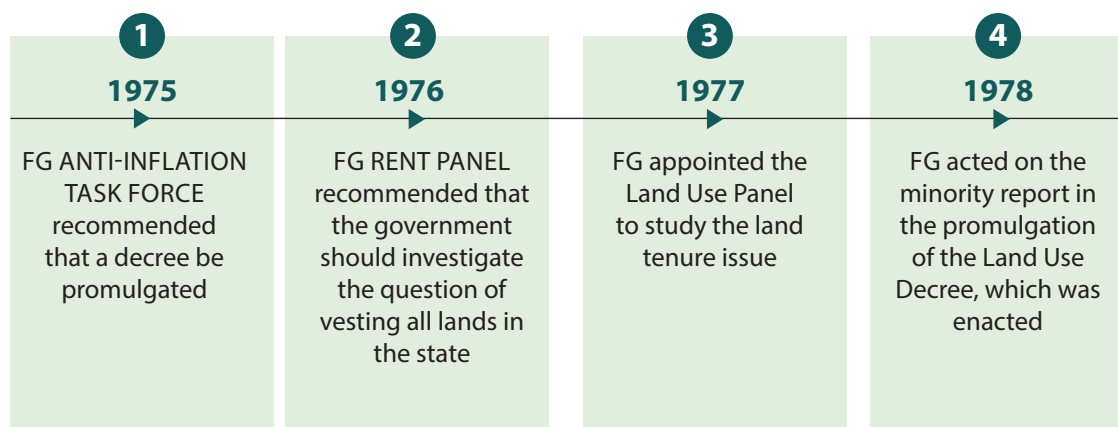 1
1975
FG ANTI-INFLATION
TASK FORCE
recommended
that a decree be
promulgated
2
1976
FG RENT PANEL
recommended that
the government
should investigate
the question of
vesting all lands in
the state
3
1977
FG appointed the
Land Use Panel
to study the land
tenure issue
4
1978
FG acted on the
minority report in
the promulgation
of the Land Use
Decree, which was
enacted